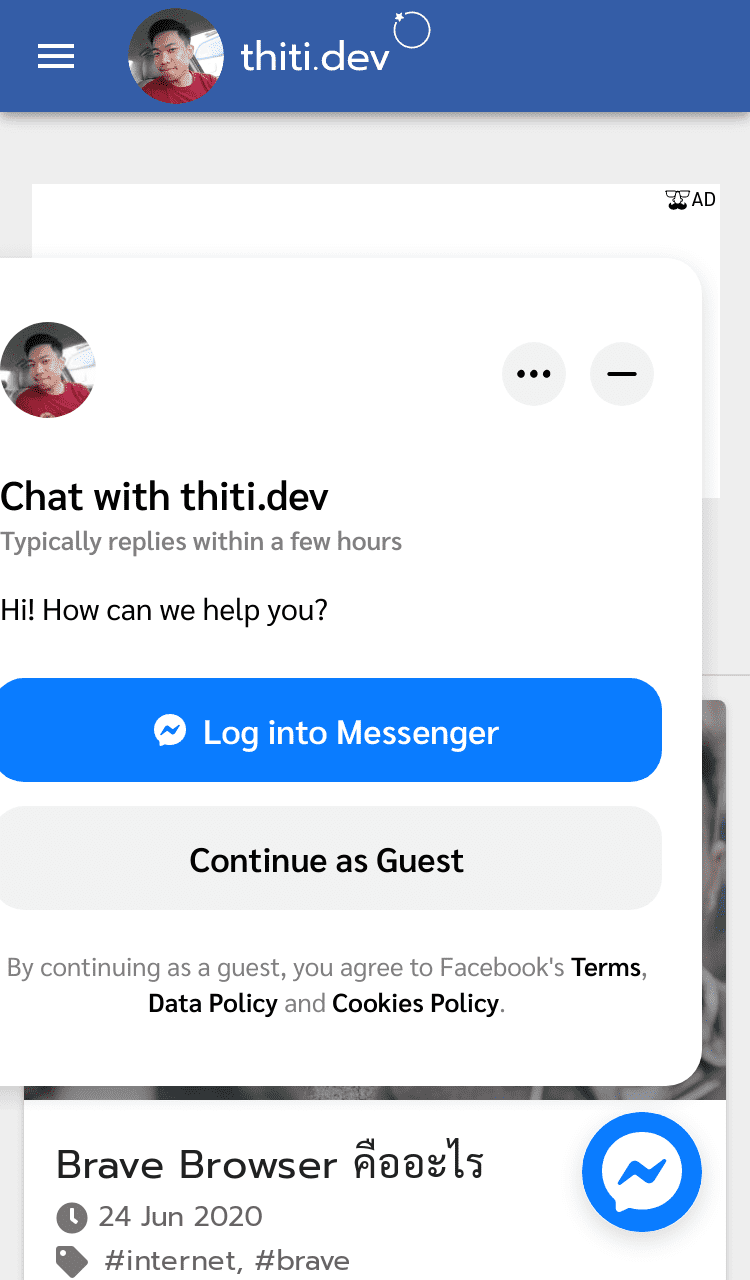 thiti.dev
AD
Chat with thiti.dev
Typically replies within a few hours
Hi! How can we help you?
Log into Messenger
Continue as Guest
By continuing as a guest, you agree to Facebook's Terms,
Data Policy and Cookies Policy.
Brave Browser คืออะไร
24 Jun 2020
#internet, #brave